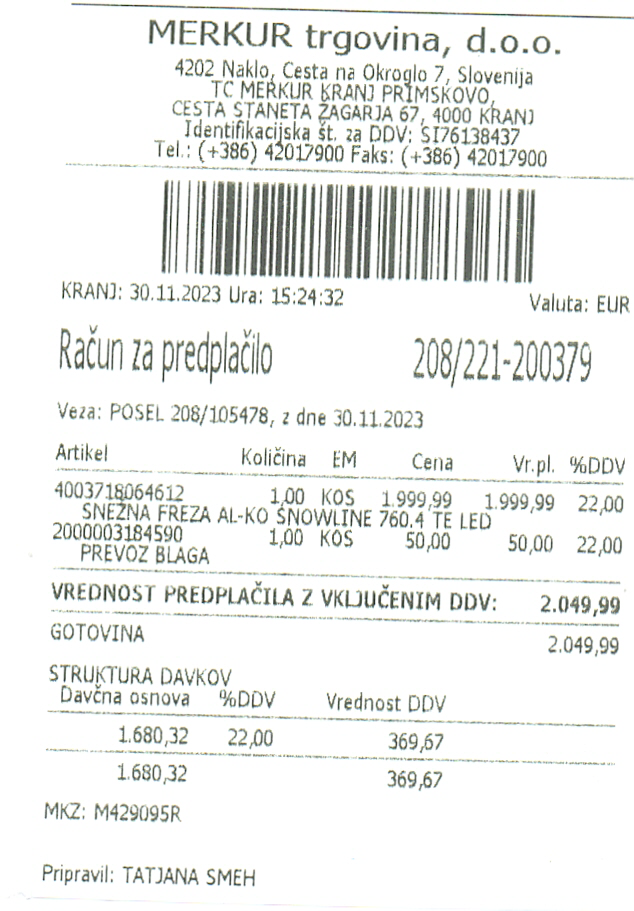 MERKUR trgovina, d.o.o.
4202 Naklo, Cesta na Okroglo 7, Slovenija
TC MERKUR KRANJ PRIMSKOVO,
CESTA STANETA ŽAGARJA 67, 4000 KRANJ
Identifikacijska št. za DDV: SI76138437
Tel.: (+386) 42017900 Faks: (+386) 42017900
KRANJ: 30.11.2023 Ura: 15:24:32 Valuta: EUR
Račun za predplačilo 208/221-200379
Veza: POSEL 208/105478, z dne 30.11.2023
Artikel Količina EM Cena Vr.pl. %DDV
4003718064612 1,00 KOS 1.999,99 1.999,99 22,00
SNEŽNA FREZA AL-KO SNOWLINE 760.4 TE LED
2000003184590 1,00 KOS 50,00 50,00 22,00
PREVOZ BLAGA
VREDNOST PREDPLAČILA Z VKLJUČENIM DDV: 2.049,99
GOTOVINA 2.049,99
STRUKTURA DAVKOV
Davčna osnova %DDV Vrednost DDV
1.680,32 22,00 369,67
1.680,32 369,67
MKZ: M429095R
Pripravil: TATJANA SMEH